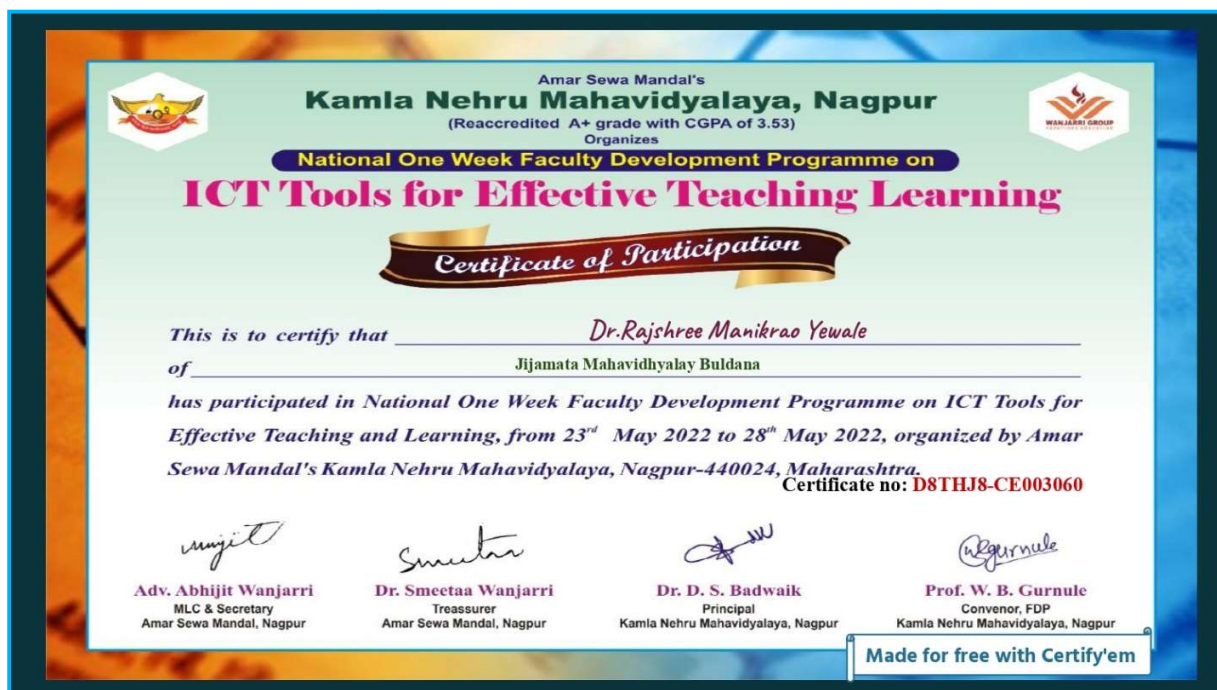 Amar Sewa Mandal's
Kamla Nehru Mahavidyalaya, Nagpur
(Reaccredited A+ grade with CGPA of 3.53)
Organizes
National One Week Faculty Development Programme on
ICT Tools for Effective Teaching Learning
Certificate of Participation
WANJARRI GROUP
This is to certify that Dr.Rajshree Manikrao Yewale
of Jijamata Mahavidhyalay Buldana
has participated in National One Week Faculty Development Programme on ICT Tools for
Effective Teaching and Learning, from 23rd May 2022 to 28th May 2022, organized by Amar
Sewa Mandal's Kamla Nehru Mahavidyalaya, Nagpur-440024, Maharashtra.
Certificate no: D8THJ8-CE003060
Adv. Abhijit Wanjarri
MLC & Secretary
Amar Sewa Mandal, Nagpur
Dr. Smeetaa Wanjarri
Treassurer
Amar Sewa Mandal, Nagpur
Dr. D. S. Badwaik
Principal
Kamla Nehru Mahavidyalaya, Nagpur
Prof. W. B. Gurnule
Convenor, FDP
Kamla Nehru Mahavidyalaya, Nagpur
Made for free with Certify'em